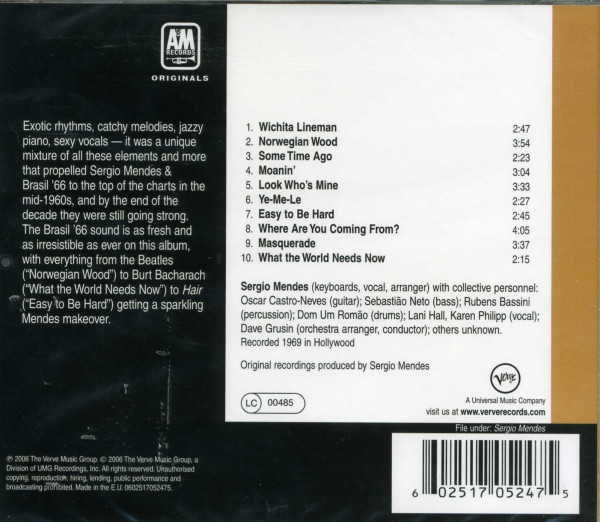 A&M
RECORDS
ORIGINALS
Exotic rhythms, catchy melodies, jazzy
piano, sexy vocals — it was a unique
mixture of all these elements and more
that propelled Sergio Mendes &
Brasil '66 to the top of the charts in the
mid-1960s, and by the end of the
decade they were still going strong.
The Brasil '66 sound is as fresh and
as irresistible as ever on this album,
with everything from the Beatles
("Norwegian Wood") to Burt Bacharach
("What the World Needs Now") to Hair
("Easy to Be Hard") getting a sparkling
Mendes makeover.
1. Wichita Lineman 2:47
2. Norwegian Wood 3:54
3. Some Time Ago 2:23
4. Moanin' 3:04
5. Look Who's Mine 3:33
6. Ye-Me-Le 2:27
7. Easy to Be Hard 2:45
8. Where Are You Coming From? 4:05
9. Masquerade 3:37
10. What the World Needs Now 2:15
Sergio Mendes (keyboards, vocal, arranger) with collective personnel:
Oscar Castro-Neves (guitar); Sebastião Neto (bass); Rubens Bassini
(percussion); Dom Um Romão (drums); Lani Hall, Karen Philipp (vocal);
Dave Grusin (orchestra arranger, conductor); others unknown.
Recorded 1969 in Hollywood
Original recordings produced by Sergio Mendes
LC 00485
Verve
A Universal Music Company
visit us at www.ververecords.com
File under: Sergio Mendes
℗ 2006 The Verve Music Group. © 2006 The Verve Music Group, a
Division of UMG Recordings, Inc. All rights reserved. Unauthorised
copying, reproduction, hiring, lending, public performance and
broadcasting prohibited. Made in the E.U. 0602517052475.
6 02517 05247 5